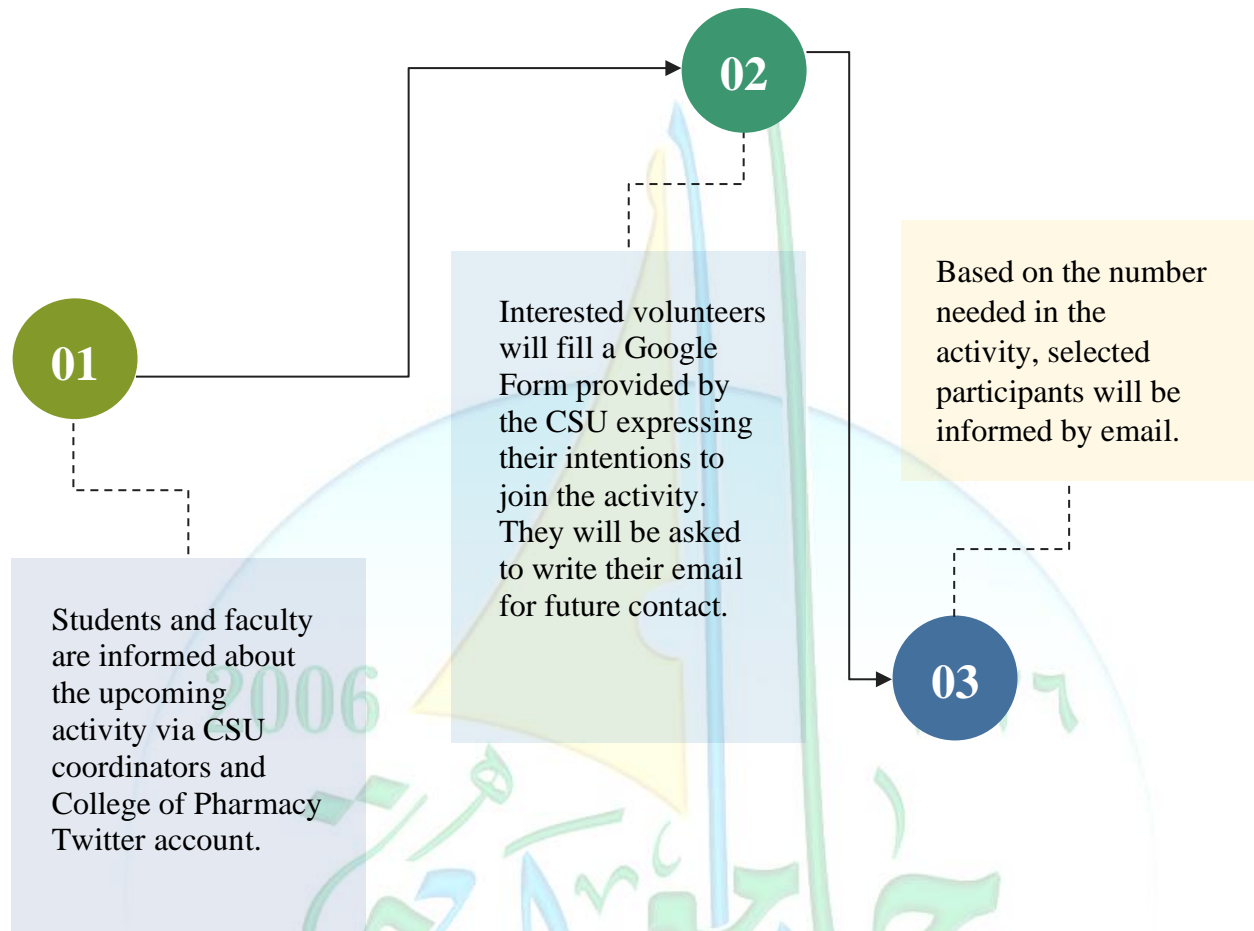 01
Students and faculty
are informed about
the upcoming
activity via CSU
coordinators and
College of Pharmacy
Twitter account.
02
Interested volunteers
will fill a Google
Form provided by
the CSU expressing
their intentions to
join the activity.
They will be asked
to write their email
for future contact.
03
Based on the number
needed in the
activity, selected
participants will be
informed by email.
2006